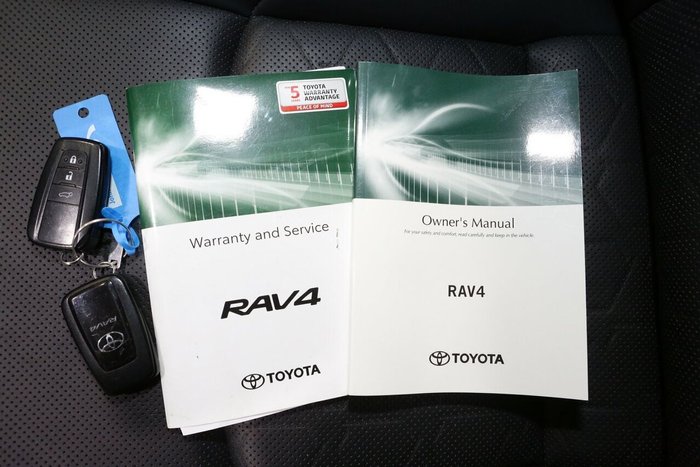 5
TOYOTA
WARRANTY
ADVANTAGE
PEACE OF MIND
Warranty and Service
RAV4
TOYOTA
Owner's Manual
For your safety and comfort, read carefully and keep in the vehicle.
RAV4
TOYOTA
RAV4